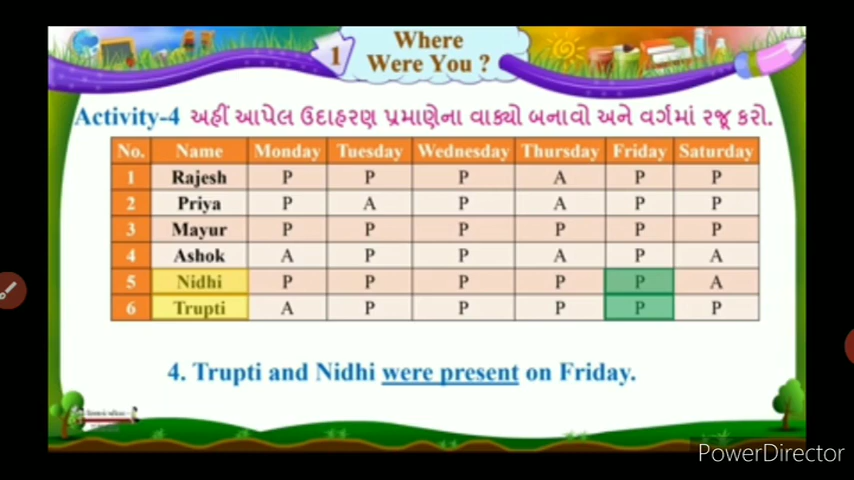 1
Where
Were You ?
Activity-4 અહીં આપેલ ઉદાહરણ પ્રમાણેના વાક્યો બનાવો અને વર્ગમાં રજૂ કરો.
No. Name Monday Tuesday Wednesday Thursday Friday Saturday
1 Rajesh P P P A P P
2 Priya P A P A P P
3 Mayur P P P P P P
4 Ashok A P P A P A
5 Nidhi P P P P P A
6 Trupti A P P P P P
4. Trupti and Nidhi were present on Friday.
PowerDirector